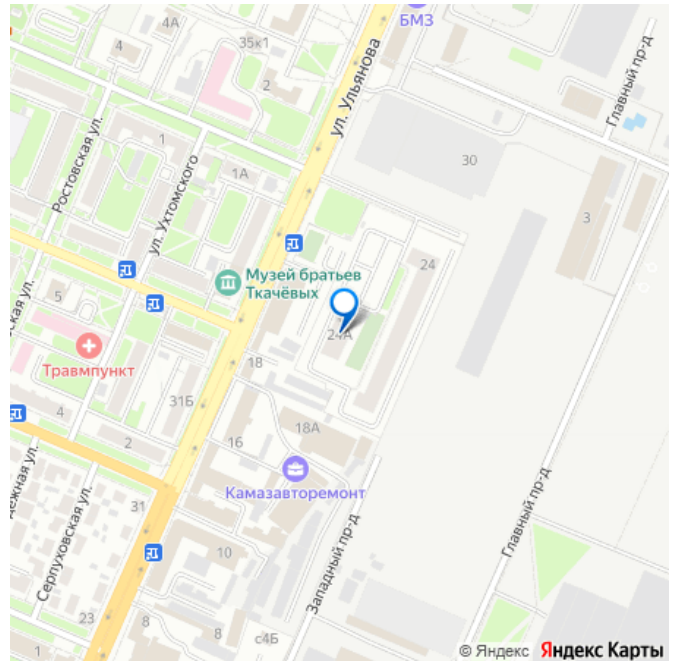 4А
БМЗ
35к1
4
2
ул. Ульянова
Главный пр-д
Ростовская ул.
1
30
ул. Ухтомского
1А
3
24
Музей братьев
Ткачёвых
5
24А
18
Травмпункт
31Б
4
18А
2
16
Камазавторемонт
31
Серпуховская ул.
10
Западный пр-д
Главный пр-д
23
8
8
с4Б
1
© Яндекс Яндекс Карты